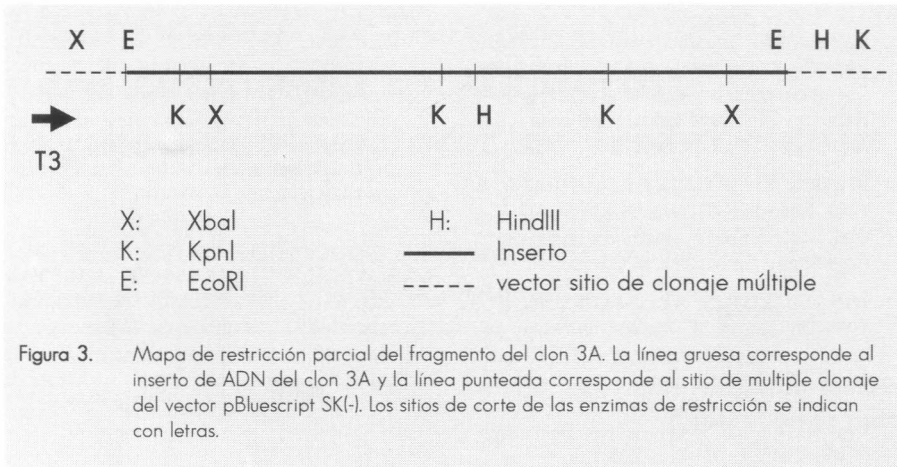 X E E H K
K X K H K X
T3
X: XbaI H: HindIII
K: KpnI Inserto
E: EcoRI vector sitio de clonaje múltiple
Figura 3. Mapa de restricción parcial del fragmento del clon 3A. La línea gruesa corresponde al
inserto de ADN del clon 3A y la línea punteada corresponde al sitio de multiple clonaje
del vector pBluescript SK(-). Los sitios de corte de las enzimas de restricción se indican
con letras.